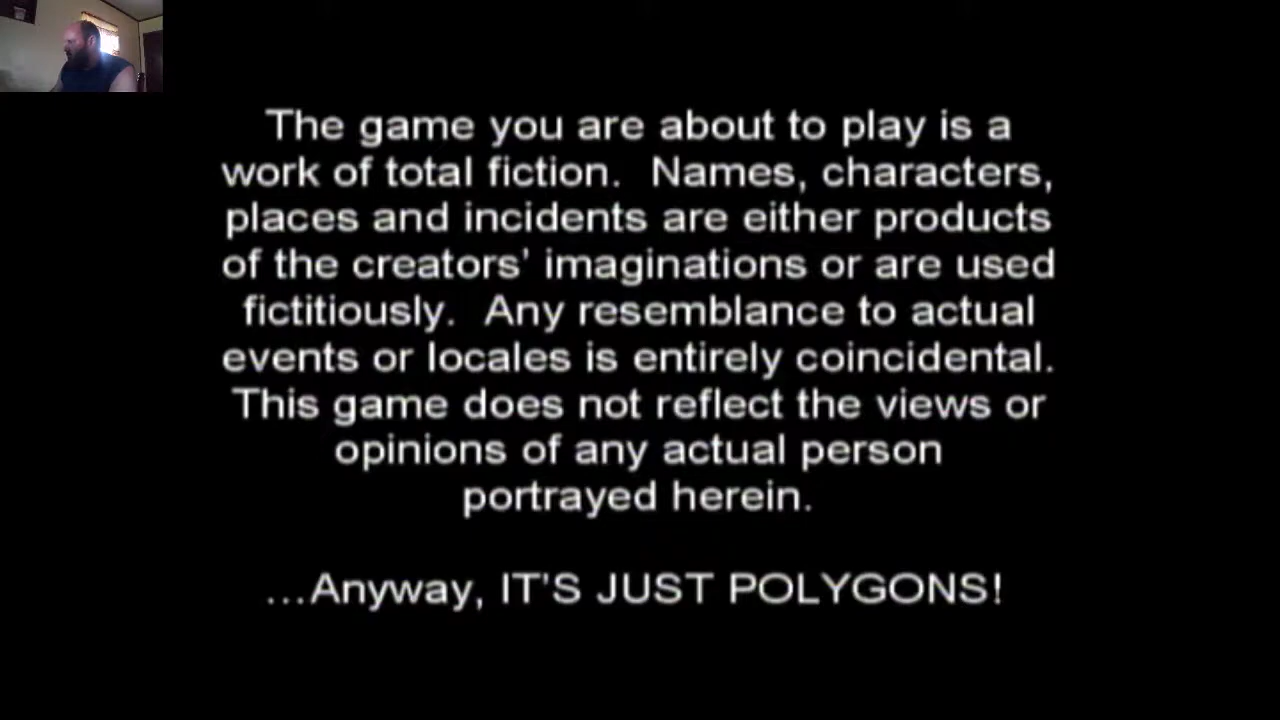 The game you are about to play is a
work of total fiction.  Names, characters,
places and incidents are either products
of the creators’ imaginations or are used
fictitiously.  Any resemblance to actual
events or locales is entirely coincidental.
This game does not reflect the views or
opinions of any actual person
portrayed herein.
...Anyway, IT'S JUST POLYGONS!